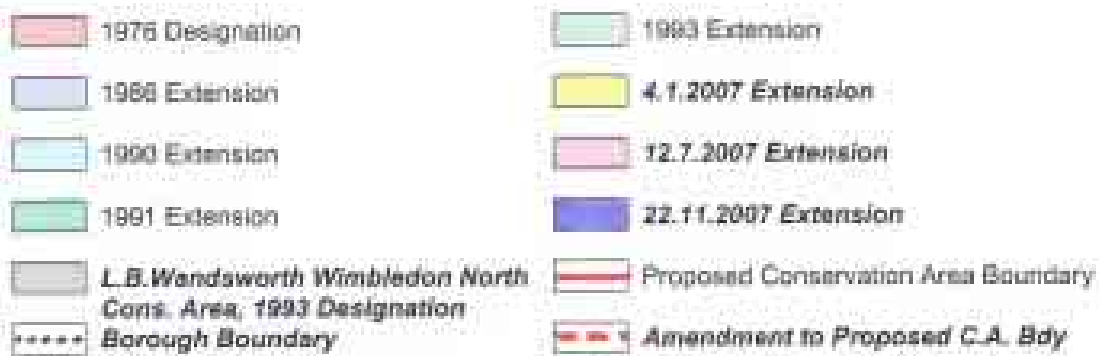 1976 Designation
1986 Extension
1990 Extension
1991 Extension
L.B.Wandsworth Wimbledon North
Cons. Area, 1993 Designation
Borough Boundary
1993 Extension
4.1.2007 Extension
12.7.2007 Extension
22.11.2007 Extension
Proposed Conservation Area Boundary
Amendment to Proposed C.A. Bdy